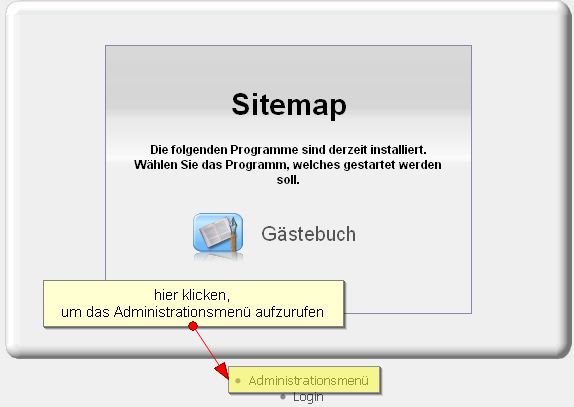 Sitemap
Die folgenden Programme sind derzeit installiert.
Wählen Sie das Programm, welches gestartet werden
soll.
Gästebuch
hier klicken,
um das Administrationsmenü aufzurufen
• Administrationsmenü
• Login